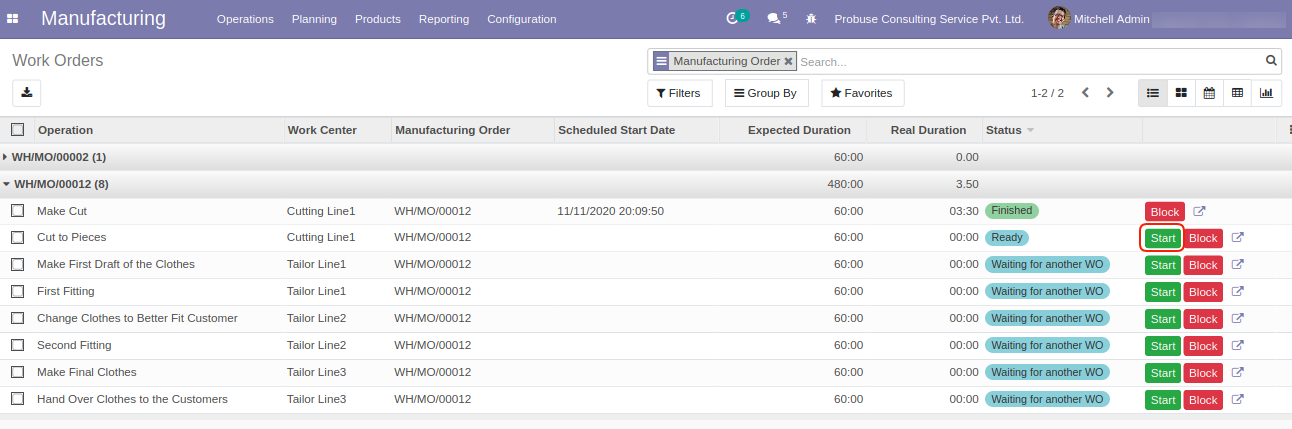 Manufacturing Operations Planning Products Reporting Configuration 6 5 Probuse Consulting Service Pvt. Ltd. Mitchell Admin
Work Orders Manufacturing Order Search...
Filters Group By Favorites 1-2 / 2
Operation Work Center Manufacturing Order Scheduled Start Date Expected Duration Real Duration Status
WH/MO/00002 (1) 60:00 0.00
WH/MO/00012 (8) 480:00 3.50
Make Cut Cutting Line1 WH/MO/00012 11/11/2020 20:09:50 60:00 03:30 Finished Block
Cut to Pieces Cutting Line1 WH/MO/00012 60:00 00:00 Ready Start Block
Make First Draft of the Clothes Tailor Line1 WH/MO/00012 60:00 00:00 Waiting for another WO Start Block
First Fitting Tailor Line1 WH/MO/00012 60:00 00:00 Waiting for another WO Start Block
Change Clothes to Better Fit Customer Tailor Line2 WH/MO/00012 60:00 00:00 Waiting for another WO Start Block
Second Fitting Tailor Line2 WH/MO/00012 60:00 00:00 Waiting for another WO Start Block
Make Final Clothes Tailor Line3 WH/MO/00012 60:00 00:00 Waiting for another WO Start Block
Hand Over Clothes to the Customers Tailor Line3 WH/MO/00012 60:00 00:00 Waiting for another WO Start Block